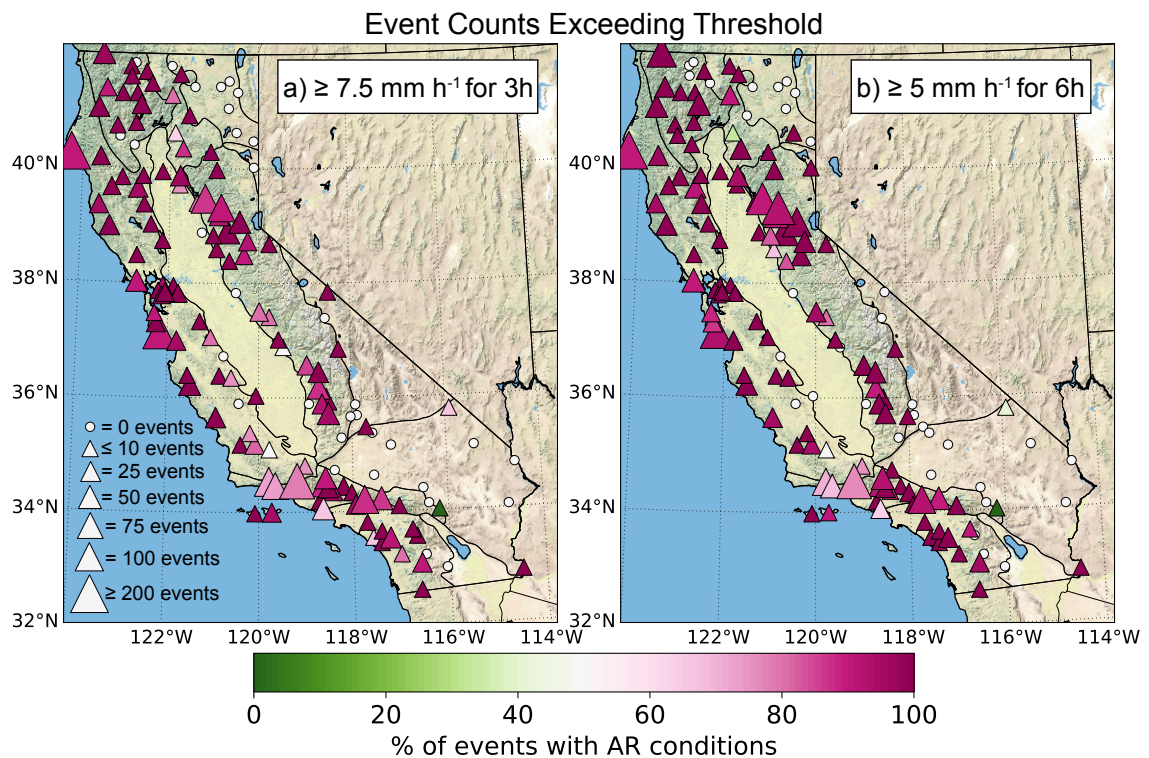 Event Counts Exceeding Threshold
a) ≥ 7.5 mm h-1 for 3h
b) ≥ 5 mm h-1 for 6h
40°N
38°N
36°N
34°N
32°N
= 0 events
≤ 10 events
= 25 events
= 50 events
= 75 events
= 100 events
≥ 200 events
122°W 120°W 118°W 116°W 114°W
122°W 120°W 118°W 116°W 114°W
0 20 40 60 80 100
% of events with AR conditions